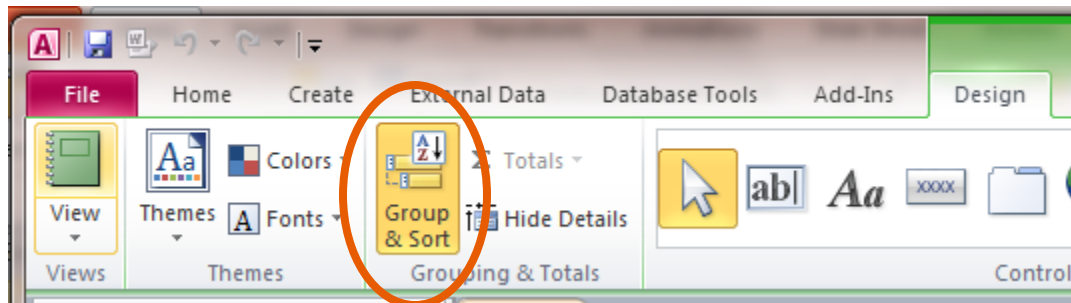 A
File Home Create External Data Database Tools Add-Ins Design
Aa Colors A Z Σ Totals ab Aa xxxx
View Themes A Fonts Group & Sort Hide Details
Views Themes Grouping & Totals Control